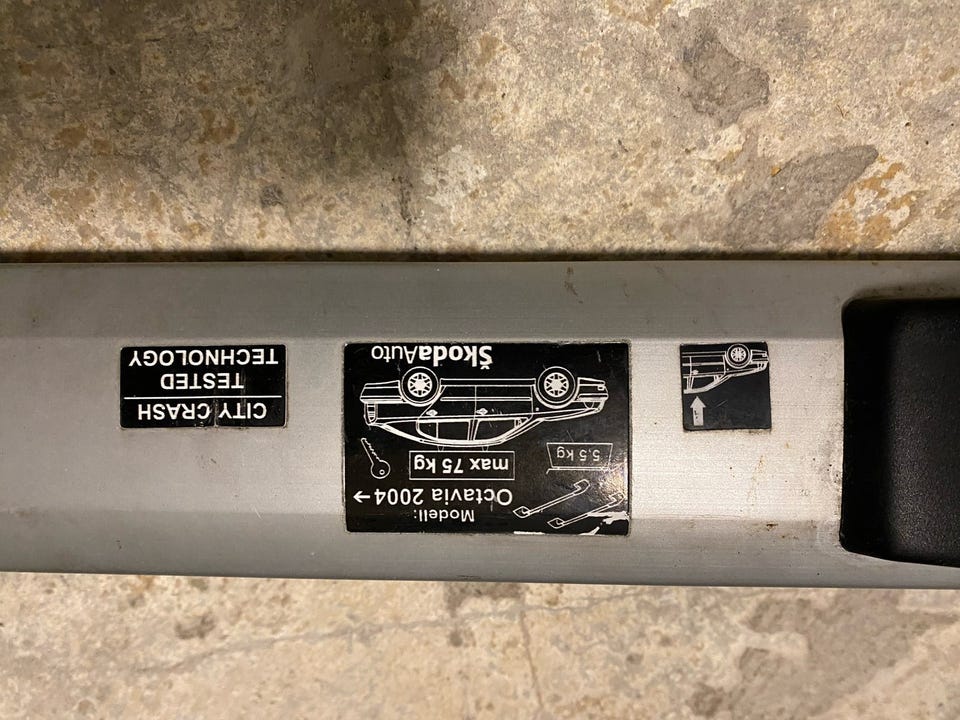 Modell:
Octavia 2004→
5,5 kg
max 75 kg
ŠkodaAuto
CITY CRASH
TESTED
TECHNOLOGY